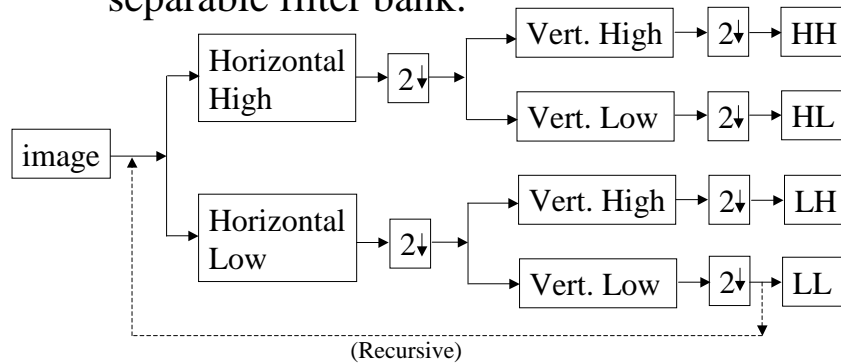 separable filter bank.
Vert. High 2↓ HH
Horizontal
High
2↓
Vert. Low 2↓ HL
image
Horizontal
Low
2↓
Vert. High 2↓ LH
Vert. Low 2↓ LL
(Recursive)